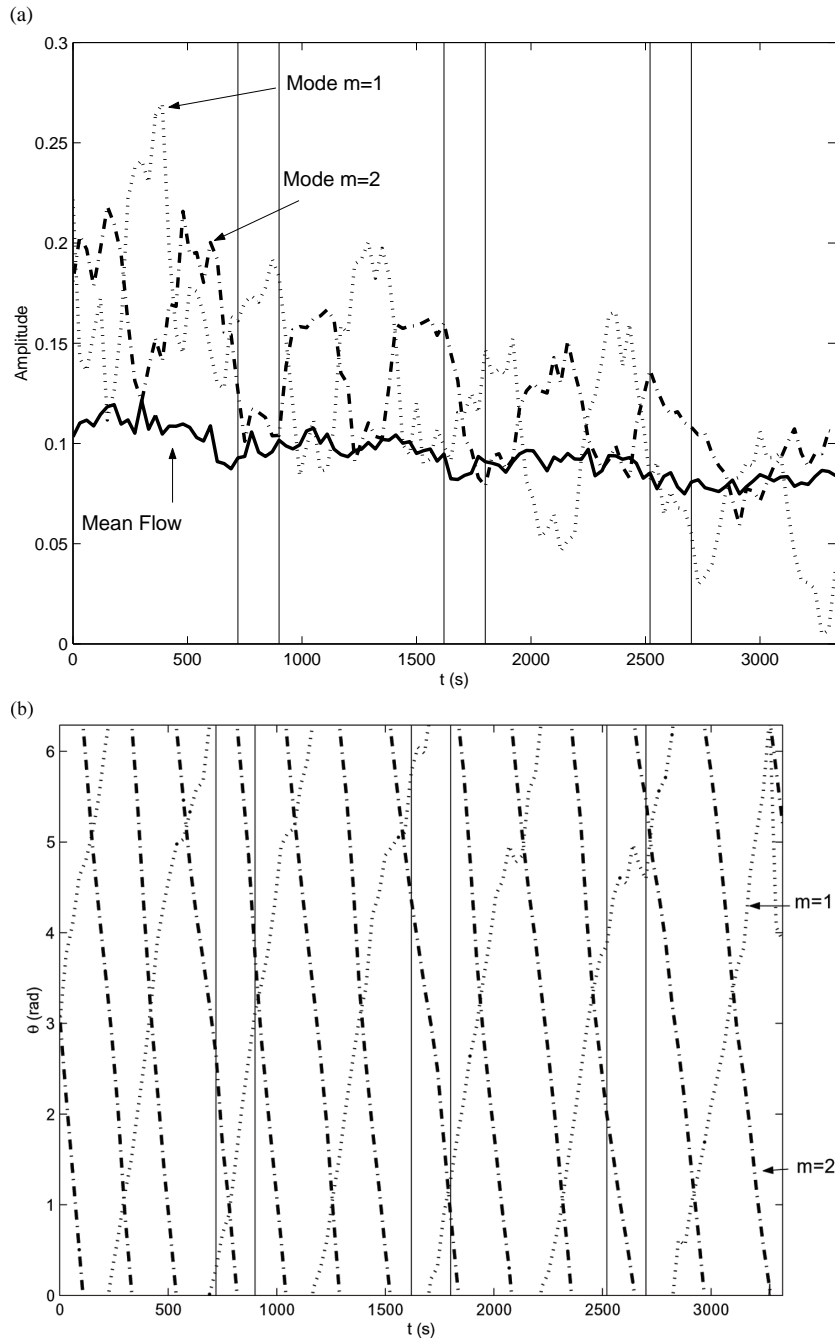 (a)
0.3
0.25
0.2
0.15
0.1
0.05
0
Amplitude
Mode m=1
Mode m=2
Mean Flow
0 500 1000 1500 2000 2500 3000
t (s)
(b)
6
5
4
3
2
1
0
θ (rad)
m=1
m=2
0 500 1000 1500 2000 2500 3000
t (s)